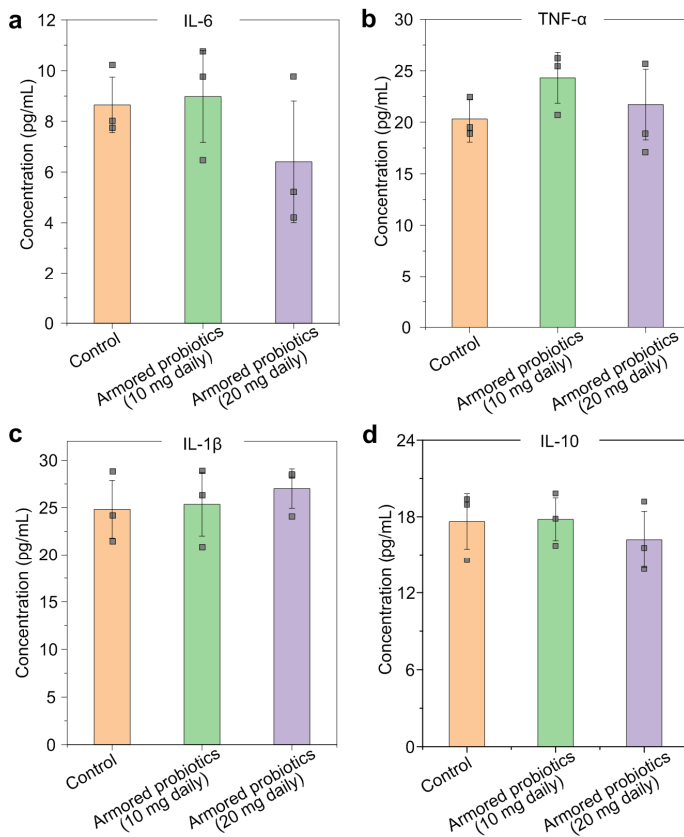 a
IL-6
Concentration (pg/mL)
12
10
8
6
4
2
0
Control
Armored probiotics
(10 mg daily)
Armored probiotics
(20 mg daily)
b
TNF-α
Concentration (pg/mL)
30
25
20
15
10
5
0
Control
Armored probiotics
(10 mg daily)
Armored probiotics
(20 mg daily)
c
IL-1β
Concentration (pg/mL)
30
25
20
15
10
5
0
Control
Armored probiotics
(10 mg daily)
Armored probiotics
(20 mg daily)
d
IL-10
Concentration (pg/mL)
24
18
12
6
0
Control
Armored probiotics
(10 mg daily)
Armored probiotics
(20 mg daily)